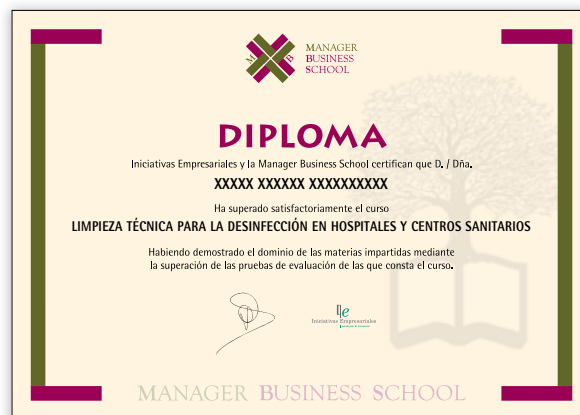 M B
MANAGER
BUSINESS
SCHOOL
DIPLOMA
Iniciativas Empresariales y la Manager Business School certifican que D. / Dña.
XXXXX XXXXXX XXXXXXXXXX
Ha superado satisfactoriamente el curso
LIMPIEZA TÉCNICA PARA LA DESINFECCIÓN EN HOSPITALES Y CENTROS SANITARIOS
Habiendo demostrado el dominio de las materias impartidas mediante
la superación de las pruebas de evaluación de las que consta el curso.
Iniciativas Empresariales
MANAGER BUSINESS SCHOOL